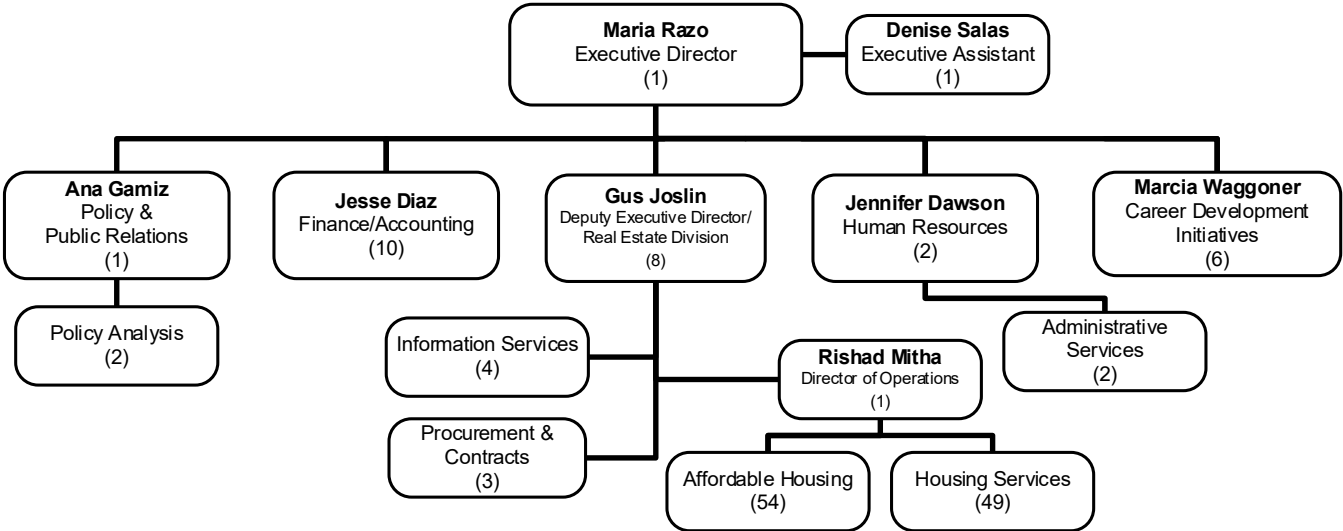 Maria Razo
Executive Director
(1)
Denise Salas
Executive Assistant
(1)
Ana Gamiz
Policy &
Public Relations
(1)
Jesse Diaz
Finance/Accounting
(10)
Gus Joslin
Deputy Executive Director/
Real Estate Division
(8)
Jennifer Dawson
Human Resources
(2)
Marcia Waggoner
Career Development
Initiatives
(6)
Policy Analysis
(2)
Information Services
(4)
Rishad Mitha
Director of Operations
(1)
Administrative
Services
(2)
Procurement &
Contracts
(3)
Affordable Housing
(54)
Housing Services
(49)